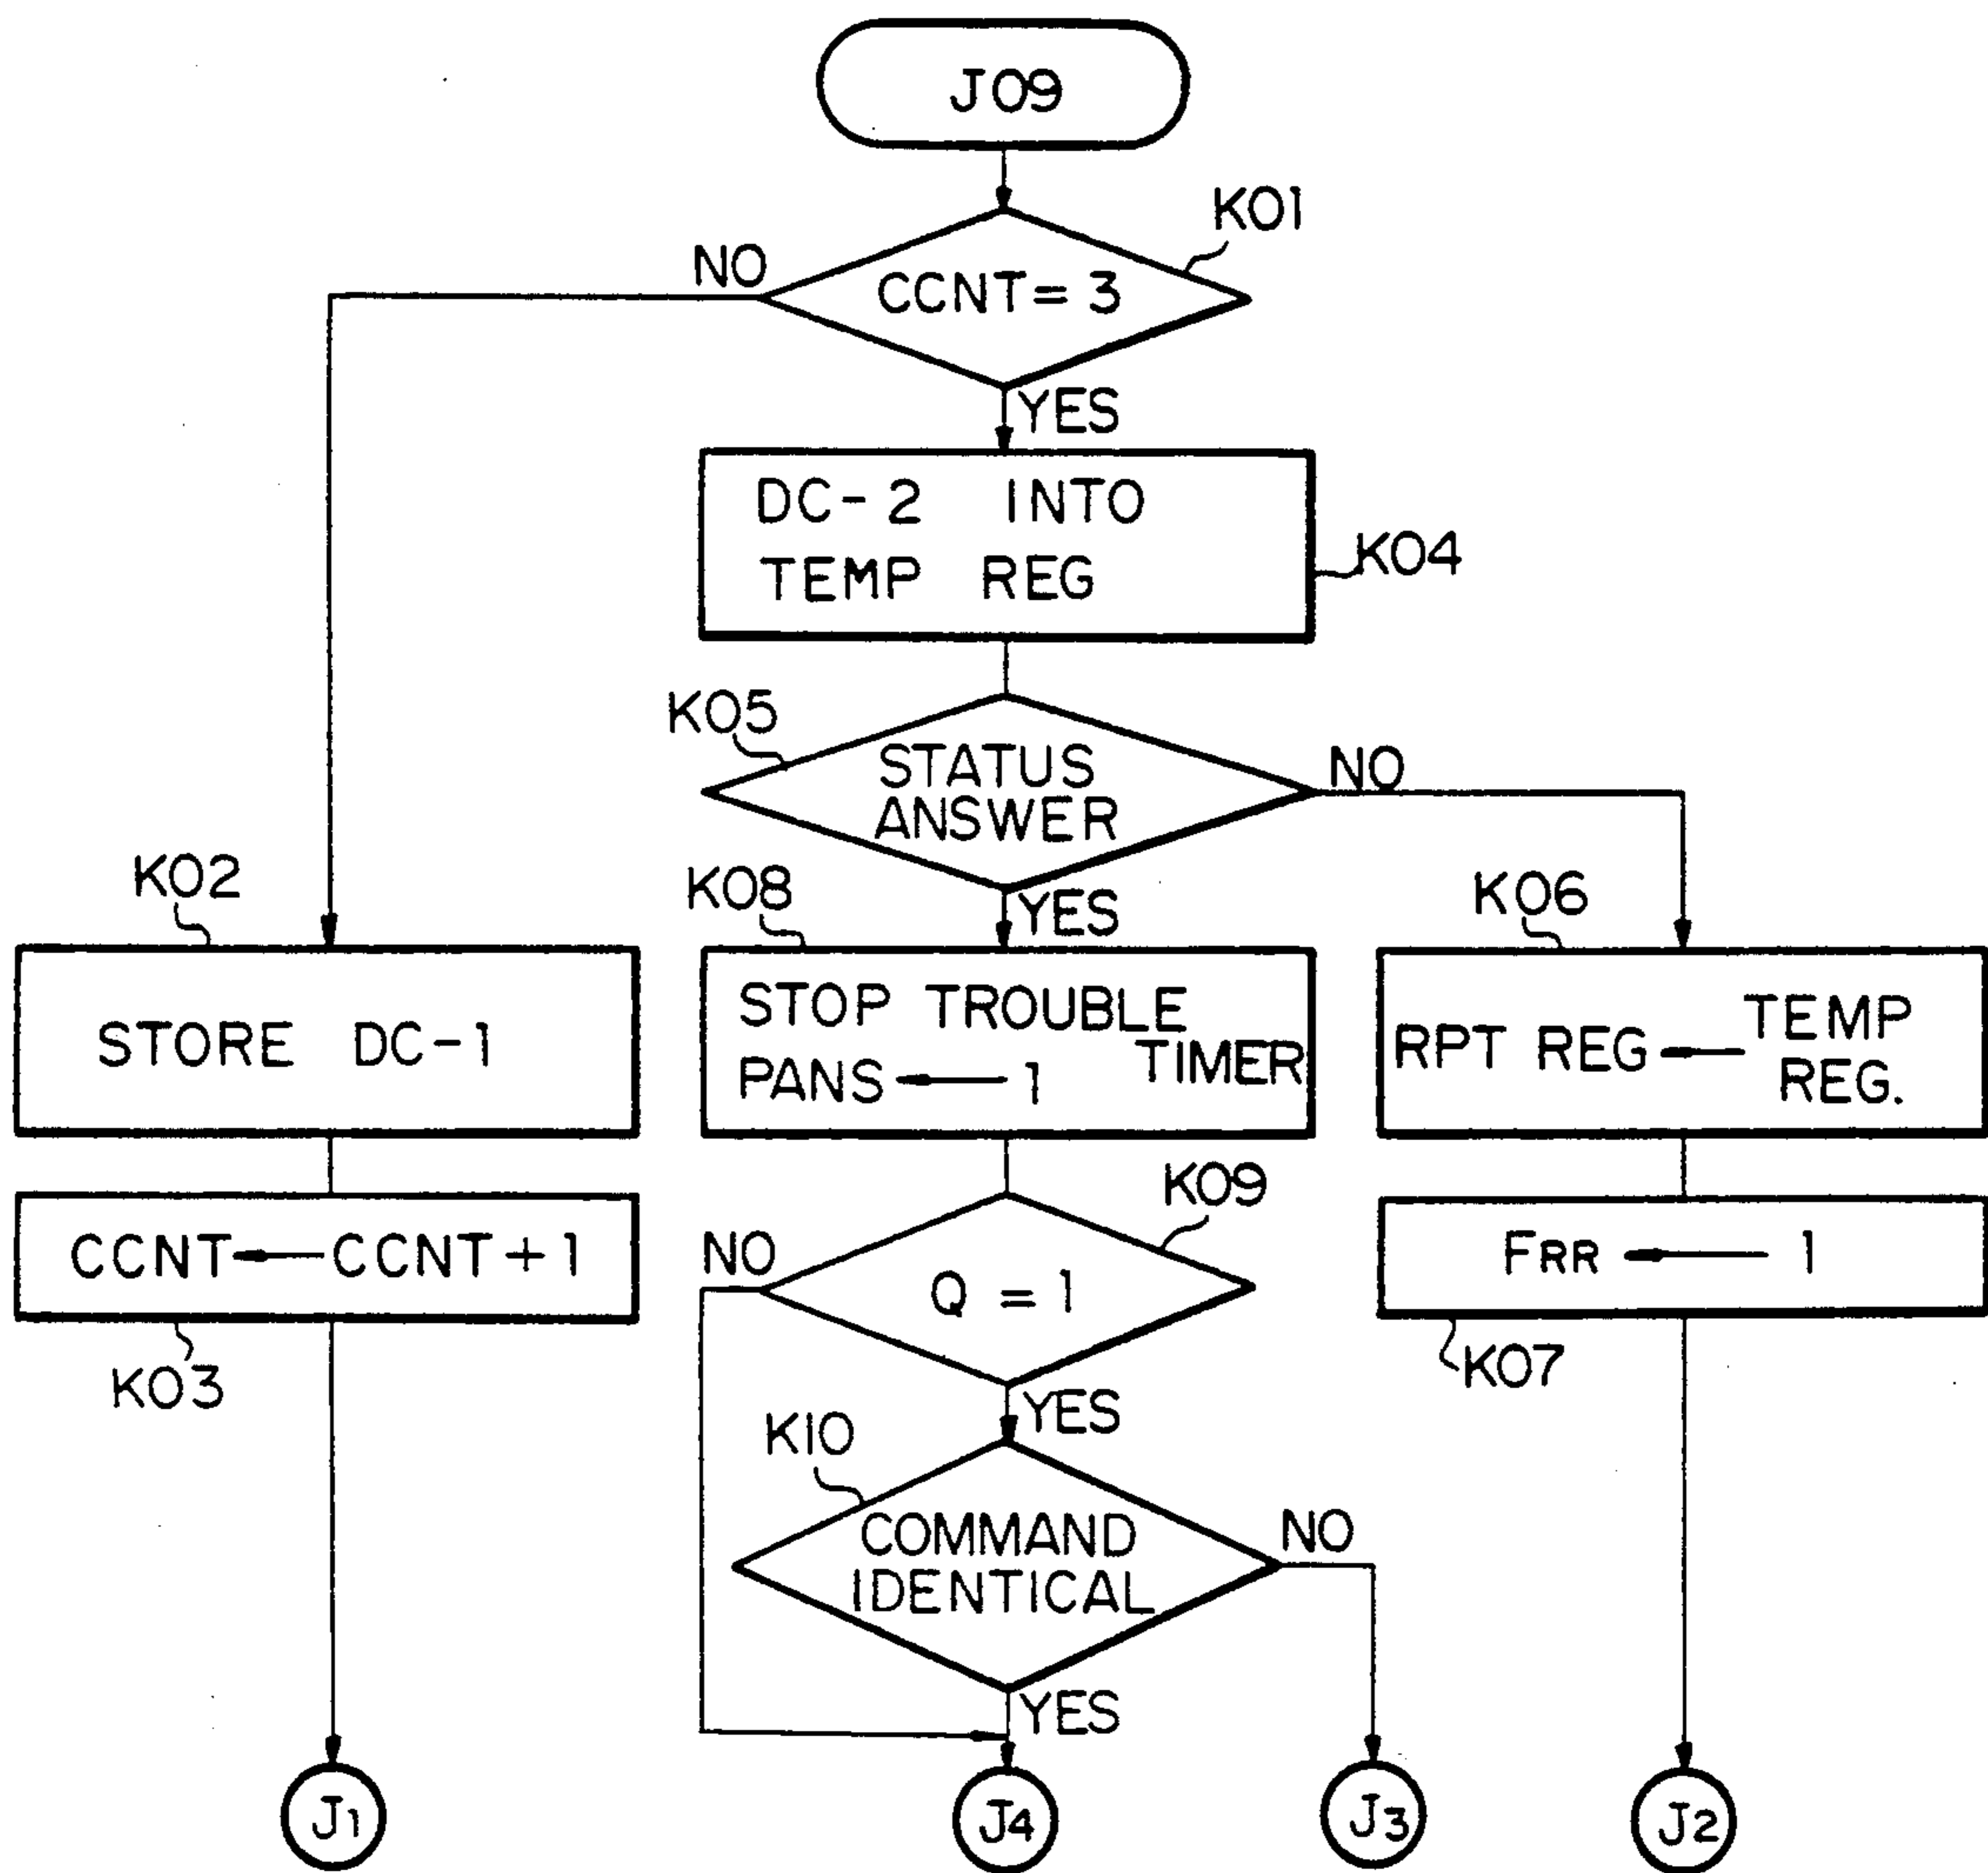 J09
K01
NO
CCNT = 3
YES
DC-2 INTO
TEMP REG
K04
K05
STATUS
ANSWER
NO
K02
K08
YES
K06
STORE DC-1
STOP TROUBLE
TIMER
PANS ← 1
RPT REG ← TEMP
REG.
K09
CCNT ← CCNT + 1
NO
Q = 1
FRR ← 1
K03
YES
K07
K10
COMMAND
IDENTICAL
NO
YES
J1
J4
J3
J2